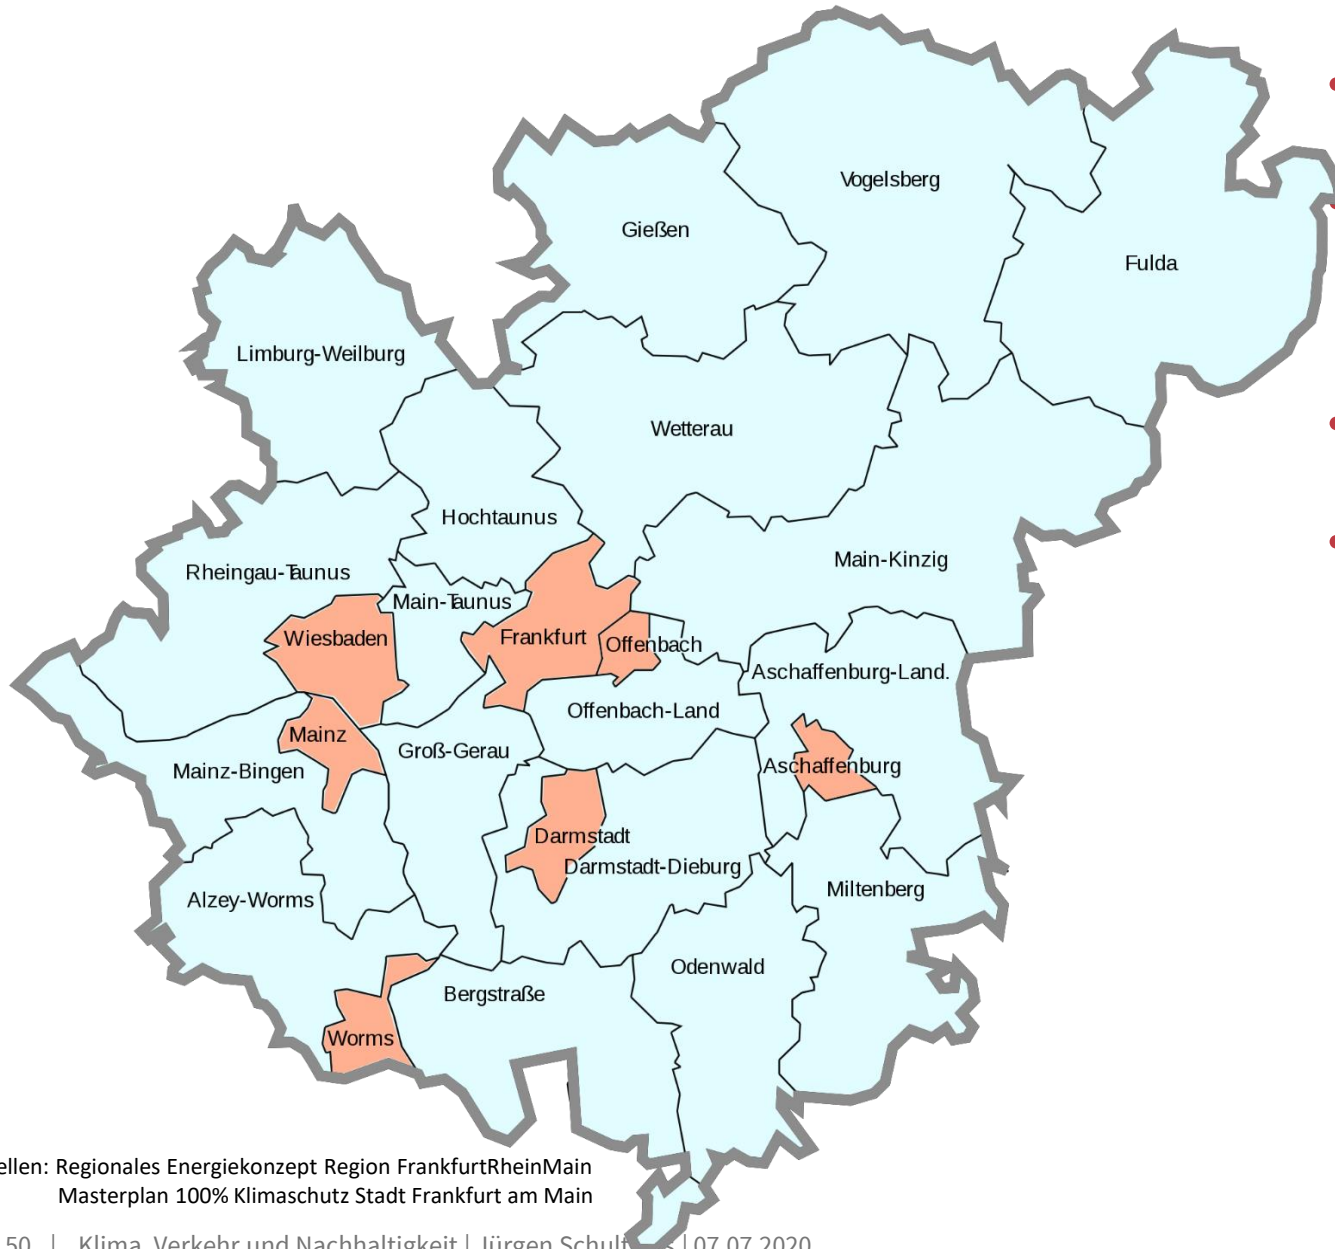 Vogelsberg
Gießen
Fulda
Limburg-Weilburg
Wetterau
Hochtaunus
Main-Kinzig
Rheingau-Taunus
Main-Taunus
Wiesbaden
Frankfurt
Offenbach
Aschaffenburg-Land.
Offenbach-Land
Mainz
Groß-Gerau
Mainz-Bingen
Aschaffenburg
Darmstadt
Darmstadt-Dieburg
Miltenberg
Alzey-Worms
Odenwald
Bergstraße
Worms
ellen: Regionales Energiekonzept Region FrankfurtRheinMain
Masterplan 100% Klimaschutz Stadt Frankfurt am Main
50 | Klima, Verkehr und Nachhaltigkeit | Jürgen | 07.07.2020